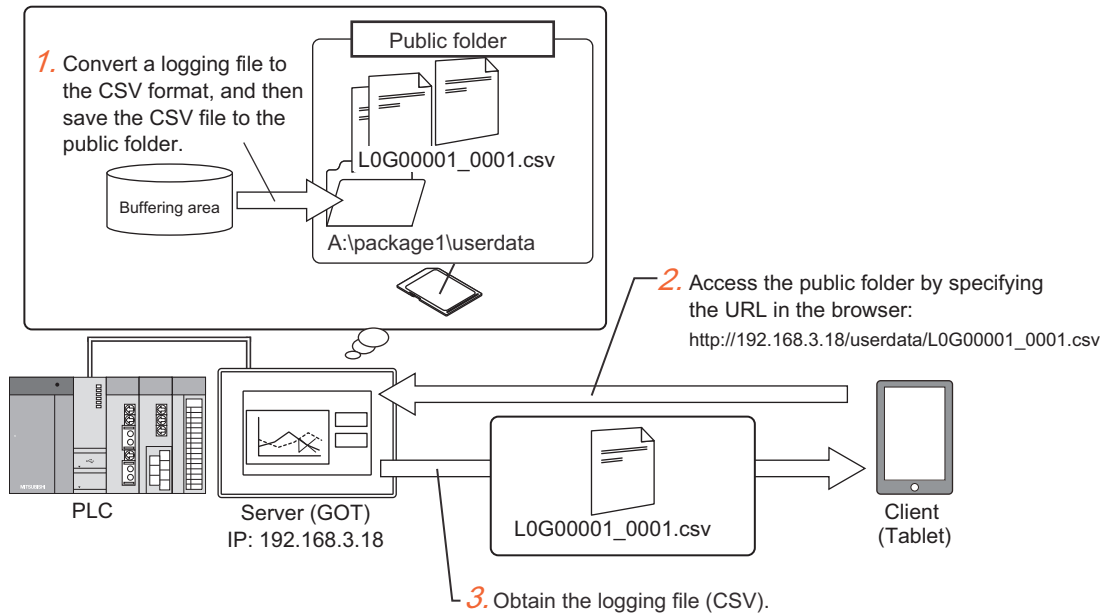 Public folder
1. Convert a logging file to
the CSV format, and then
save the CSV file to the
public folder.
L0G00001_0001.csv
Buffering area
A:\package1\userdata
2. Access the public folder by specifying
the URL in the browser:
http://192.168.3.18/userdata/L0G00001_0001.csv
MITSUBISHI
PLC
Server (GOT)
IP: 192.168.3.18
L0G00001_0001.csv
Client
(Tablet)
3. Obtain the logging file (CSV).